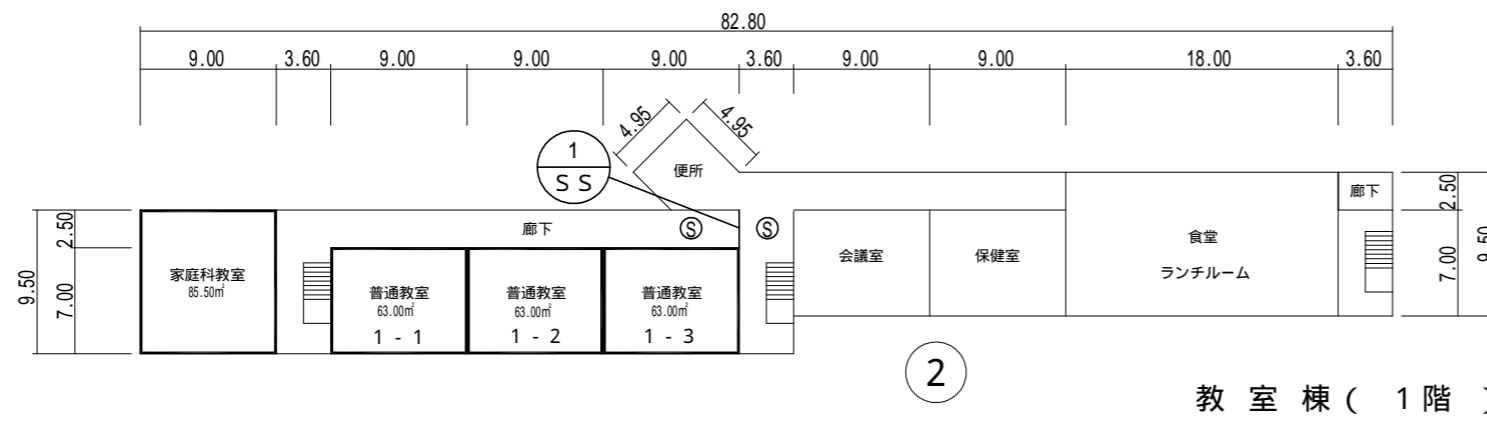 82.80
9.00 3.60 9.00 9.00 9.00 3.60 9.00 9.00 18.00 3.60
4.95 4.95
1
SS
便所
2.50
9.50
7.00
廊下
Ⓢ Ⓢ
家庭科教室
85.50㎡
普通教室
63.00㎡
1-1
普通教室
63.00㎡
1-2
普通教室
63.00㎡
1-3
会議室
保健室
食堂
ランチルーム
廊下
2.50
7.00
9.50
2
教室棟( 1階 )